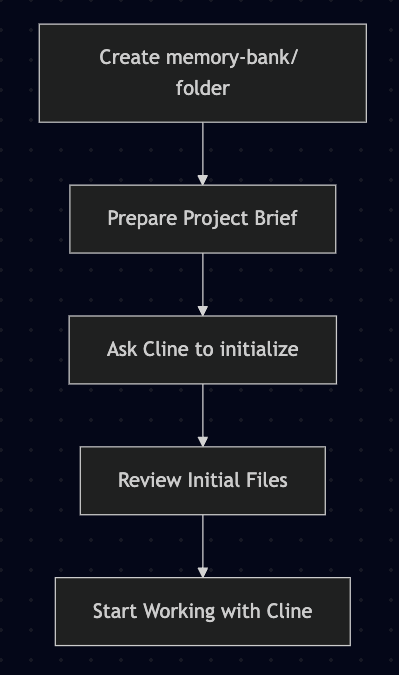 Create memory-bank/
folder
Prepare Project Brief
Ask Cline to initialize
Review Initial Files
Start Working with Cline